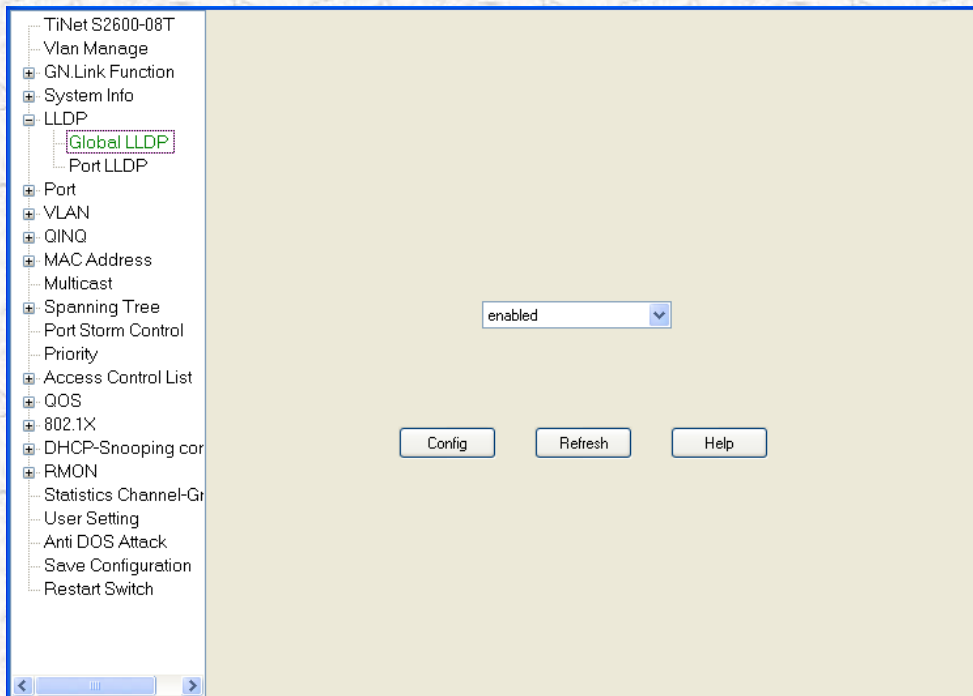 TiNet S2600-08T
Vlan Manage
GN.Link Function
System Info
LLDP
Global LLDP
Port LLDP
Port
VLAN
QINQ
MAC Address
Multicast
Spanning Tree
Port Storm Control
Priority
Access Control List
QOS
802.1X
DHCP-Snooping cor
RMON
Statistics Channel-Gr
User Setting
Anti DOS Attack
Save Configuration
Restart Switch
enabled
Config Refresh Help